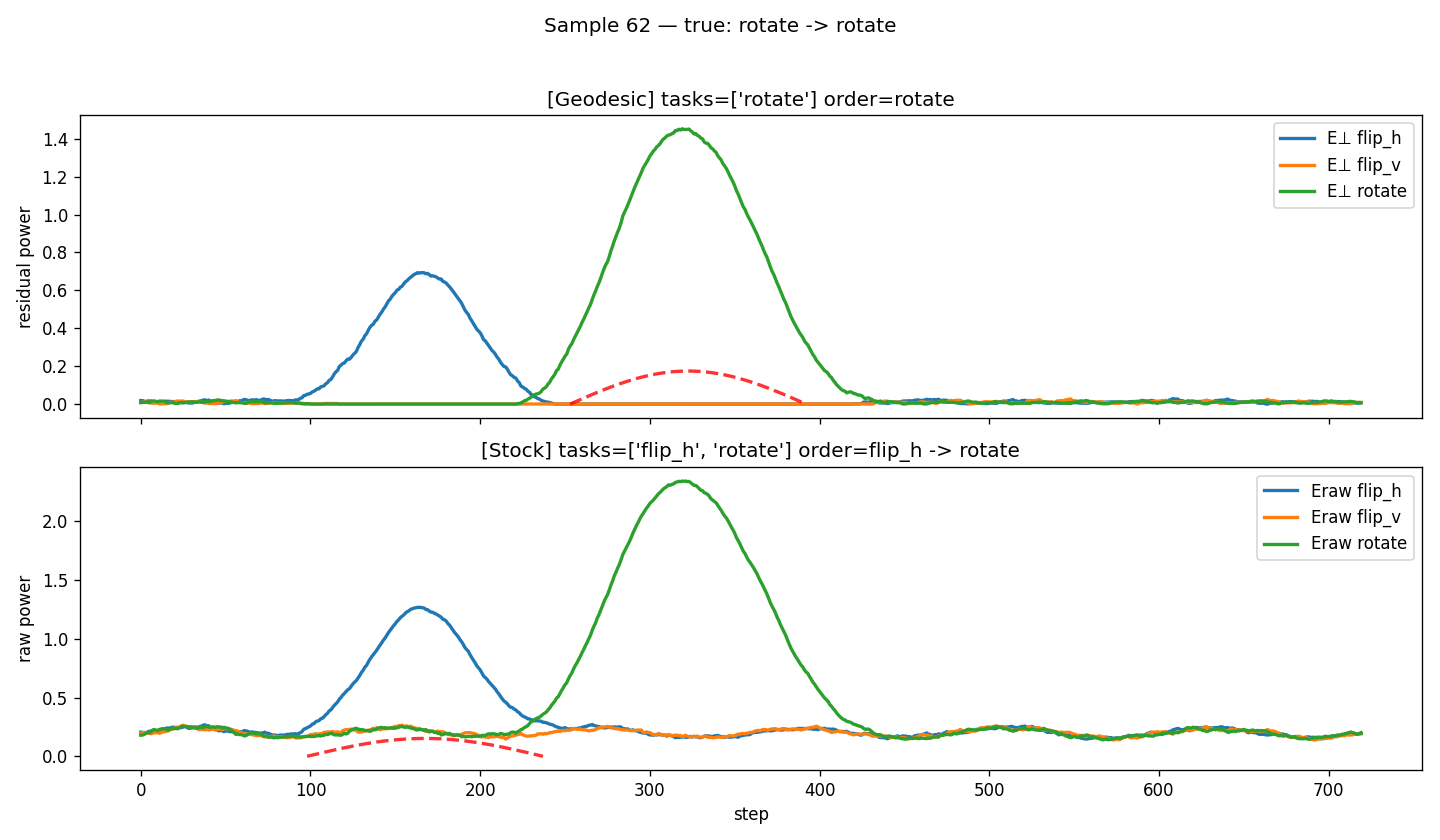 Sample 62 — true: rotate -> rotate
[Geodesic] tasks=['rotate'] order=rotate
residual power
1.4
1.2
1.0
0.8
0.6
0.4
0.2
0.0
E⊥ flip_h
E⊥ flip_v
E⊥ rotate
[Stock] tasks=['flip_h', 'rotate'] order=flip_h -> rotate
raw power
2.0
1.5
1.0
0.5
0.0
Eraw flip_h
Eraw flip_v
Eraw rotate
0 100 200 300 400 500 600 700
step